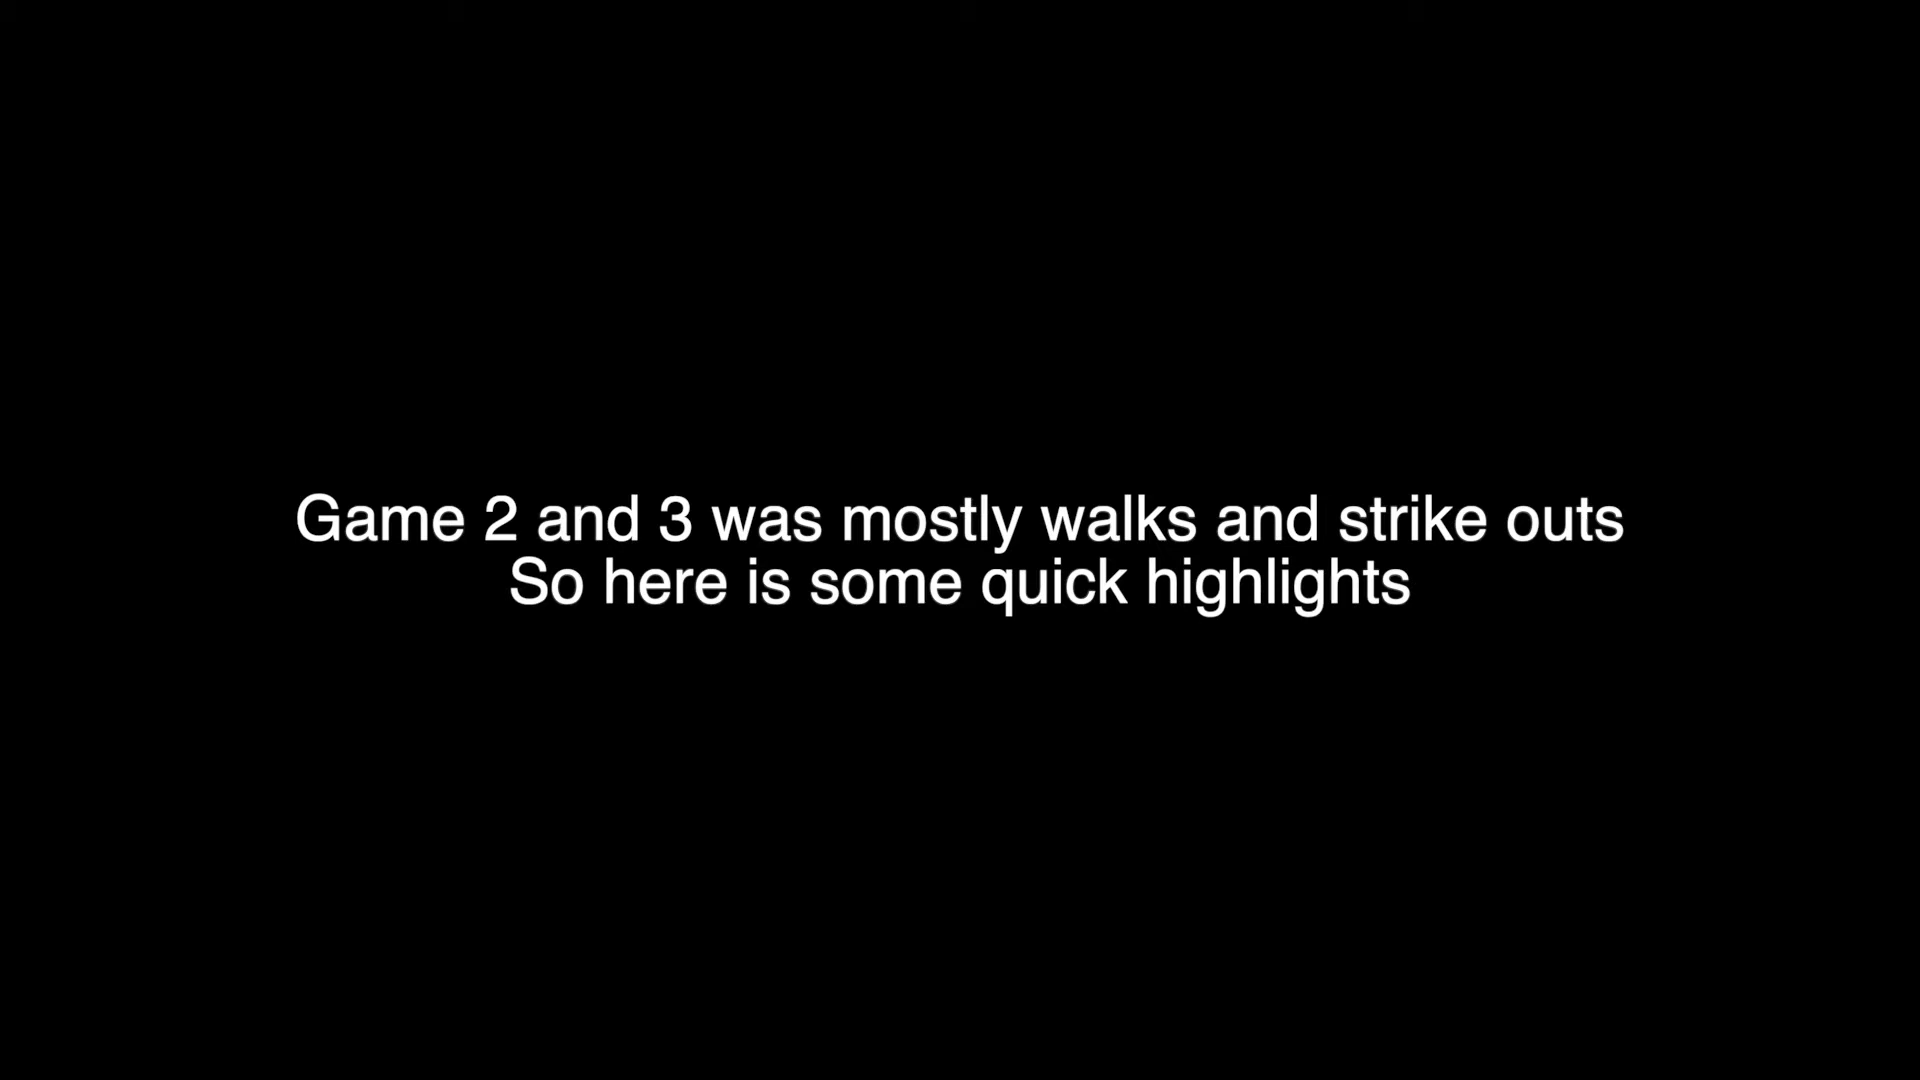 Game 2 and 3 was mostly walks and strike outs
So here is some quick highlights